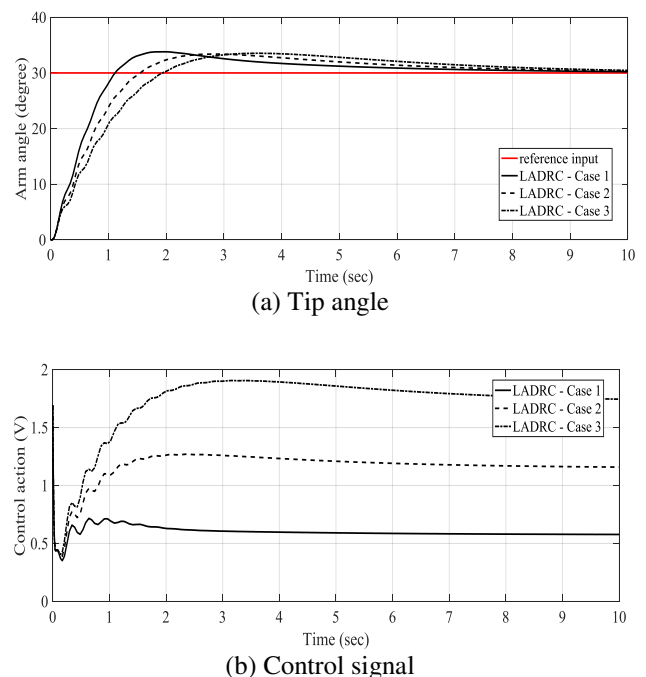 40
30
20
10
0
Arm angle (degree)
reference input
LADRC - Case 1
LADRC - Case 2
LADRC - Case 3
0 1 2 3 4 5 6 7 8 9 10
Time (sec)
(a) Tip angle
2
1.5
1
0.5
0
Control action (V)
LADRC - Case 1
LADRC - Case 2
LADRC - Case 3
0 1 2 3 4 5 6 7 8 9 10
Time (sec)
(b) Control signal